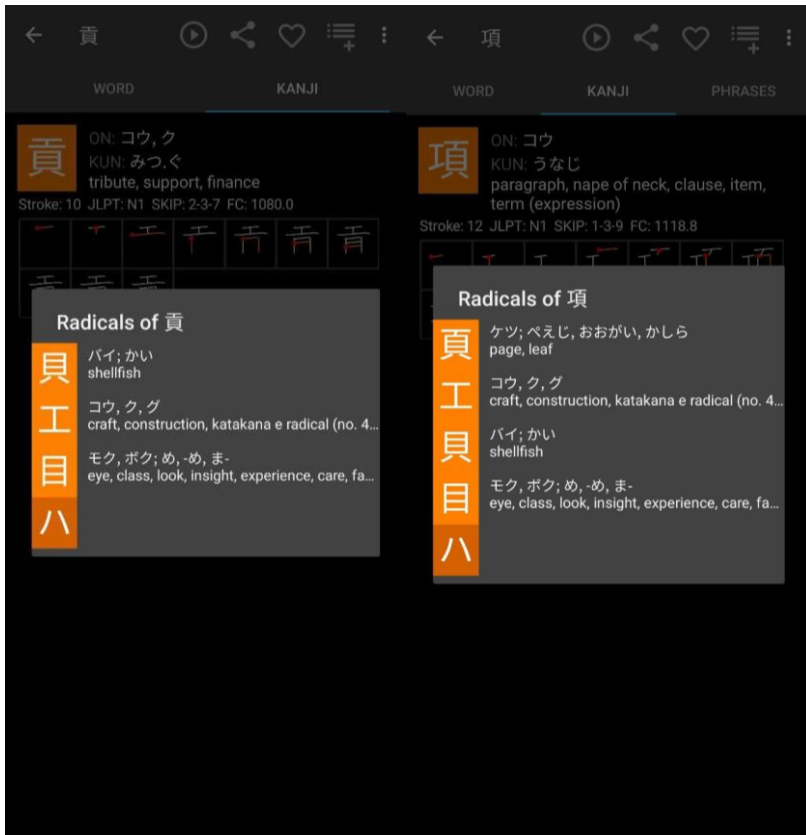 貢
WORD
KANJI
貢
ON: コウ, ク
KUN: みつ.ぐ
tribute, support, finance
Stroke: 10 JLPT: N1 SKIP: 2-3-7 FC: 1080.0
Radicals of 貢
貝
バイ; かい
shellfish
工
コウ, ク, グ
craft, construction, katakana e radical (no. 4...
目
モク, ボク; め, -め, ま-
eye, class, look, insight, experience, care, fa...
ハ
項
WORD
KANJI
PHRASES
項
ON: コウ
KUN: うなじ
paragraph, nape of neck, clause, item,
term (expression)
Stroke: 12 JLPT: N1 SKIP: 1-3-9 FC: 1118.8
Radicals of 項
頁
ケツ; ぺえじ, おおがい, かしら
page, leaf
工
コウ, ク, グ
craft, construction, katakana e radical (no. 4...
貝
バイ; かい
shellfish
目
モク, ボク; め, -め, ま-
eye, class, look, insight, experience, care, fa...
ハ